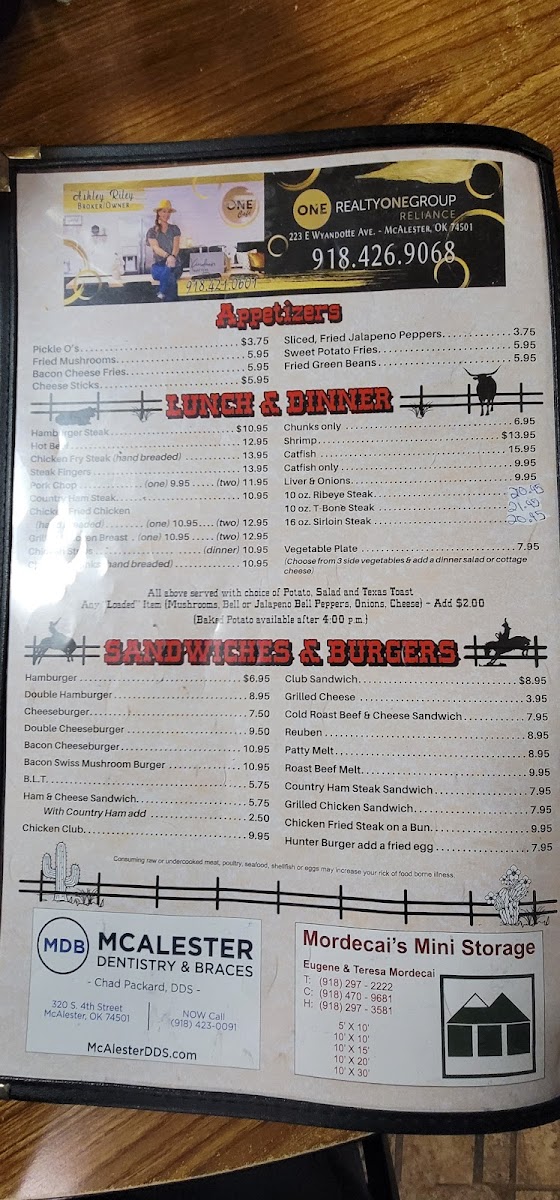 Ashley Riley
BROKER/OWNER
ONE
Cafe
918.421.0601
ONE REALTYONEGROUP
RELIANCE
223 E WYANDOTTE AVE. - MCALESTER, OK 74501
918.426.9068
Appetizers
Pickle O's $3.75
Fried Mushrooms 5.95
Bacon Cheese Fries 5.95
Cheese Sticks $5.95
Sliced, Fried Jalapeno Peppers 3.75
Sweet Potato Fries 5.95
Fried Green Beans 5.95
LUNCH & DINNER
Hamburger Steak $10.95
Hot 12.95
Chicken Fry Steak (hand breaded) 13.95
Steak Fingers 13.95
Pork Chop (one) 9.95 (two) 11.95
Country Ham Steak 10.95
Chicken Fried Chicken
(hand breaded) (one) 10.95 (two) 12.95
Grilled Chicken Breast (one) 10.95 (two) 12.95
Chicken (dinner) 10.95
(hand breaded) 10.95
Chunks only 6.95
Shrimp $13.95
Catfish 15.95
Catfish only 9.95
Liver & Onions 9.95
10 oz. Ribeye Steak 20.95
10 oz. T-Bone Steak 21.95
16 oz. Sirloin Steak 20.95
Vegetable Plate 7.95
(Choose from 3 side vegetables & add a dinner salad or cottage
cheese)
All above served with choice of Potato, Salad and Texas Toast
Any "Loaded" Item (Mushrooms, Bell or Jalapeno Bell Peppers, Onions, Cheese) - Add $2.00
(Baked Potato available after 4:00 p.m.)
SANDWICHES & BURGERS
Hamburger $6.95
Double Hamburger 8.95
Cheeseburger 7.50
Double Cheeseburger 9.50
Bacon Cheeseburger 10.95
Bacon Swiss Mushroom Burger 10.95
B.L.T. 5.75
Ham & Cheese Sandwich 5.75
With Country Ham add 2.50
Chicken Club 9.95
Club Sandwich $8.95
Grilled Cheese 3.95
Cold Roast Beef & Cheese Sandwich 7.95
Reuben 8.95
Patty Melt 8.95
Roast Beef Melt 9.95
Country Ham Steak Sandwich 7.95
Grilled Chicken Sandwich 7.95
Chicken Fried Steak on a Bun 9.95
Hunter Burger add a fried egg 7.95
Consuming raw or undercooked meat, poultry, seafood, shellfish or eggs may increase your rick of food borne illness.
MDB MCALESTER
DENTISTRY & BRACES
- Chad Packard, DDS -
320 S. 4th Street
McAlester, OK 74501
NOW Call
(918) 423-0091
McAlesterDDS.com
Mordecai's Mini Storage
Eugene & Teresa Mordecai
T: (918) 297 - 2222
C: (918) 470 - 9681
H: (918) 297 - 3581
5' X 10'
10' X 10'
10' X 15'
10' X 20'
10' X 30'